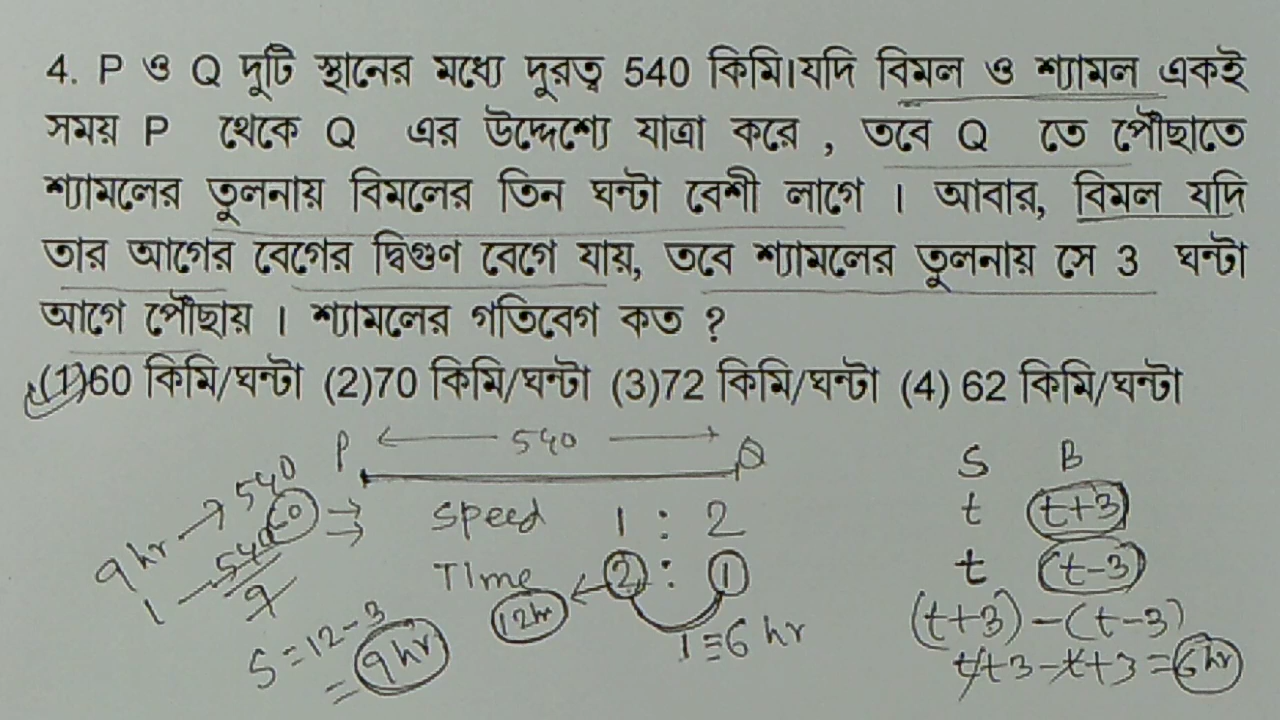 4. P ও Q দুটি স্থানের মধ্যে দুরত্ব 540 কিমি।যদি বিমল ও শ্যামল একই
সময় P থেকে Q এর উদ্দেশ্যে যাত্রা করে , তবে Q তে পৌছাতে
শ্যামলের তুলনায় বিমলের তিন ঘন্টা বেশী লাগে । আবার, বিমল যদি
তার আগের বেগের দ্বিগুণ বেগে যায়, তবে শ্যামলের তুলনায় সে 3 ঘন্টা
আগে পৌছায় । শ্যামলের গতিবেগ কত ?
(1)60 কিমি/ঘন্টা (2)70 কিমি/ঘন্টা (3)72 কিমি/ঘন্টা (4) 62 কিমি/ঘন্টা
P ← 540 → Q
S B
9 hr → 540
Speed 1 : 2
t t+3
1 → 540/9 60
Time 2 : 1
t t-3
12hr
1 = 6 hr
(t+3) - (t-3)
S = 12-3
= 9hr
t+3-t+3 = 6hr